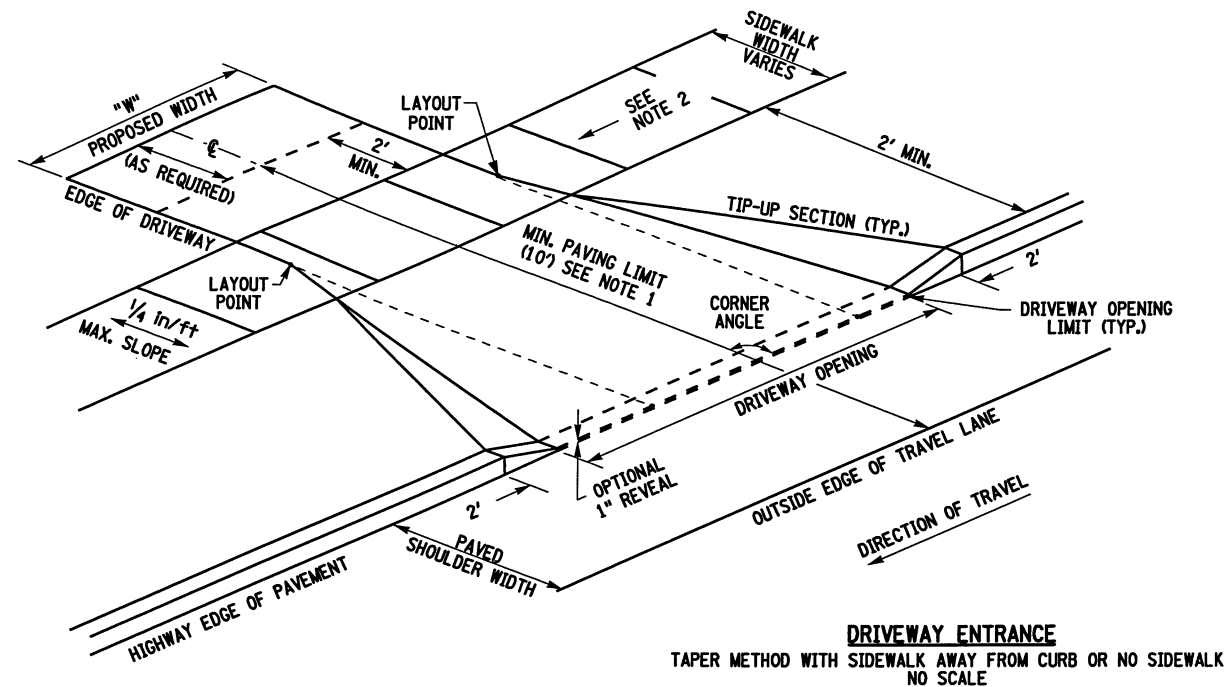 SIDEWALK
WIDTH
VARIES
"W"
PROPOSED WIDTH
℄
(AS REQUIRED)
EDGE OF DRIVEWAY
2'
MIN.
LAYOUT
POINT
SEE
NOTE 2
2' MIN.
TIP-UP SECTION (TYP.)
MIN. PAVING LIMIT
(10') SEE NOTE 1
LAYOUT
POINT
1/4 in/ft
MAX. SLOPE
CORNER
ANGLE
2'
DRIVEWAY OPENING
LIMIT (TYP.)
DRIVEWAY OPENING
OPTIONAL
1" REVEAL
2'
PAVED
SHOULDER WIDTH
OUTSIDE EDGE OF TRAVEL LANE
DIRECTION OF TRAVEL
HIGHWAY EDGE OF PAVEMENT
DRIVEWAY ENTRANCE
TAPER METHOD WITH SIDEWALK AWAY FROM CURB OR NO SIDEWALK
NO SCALE